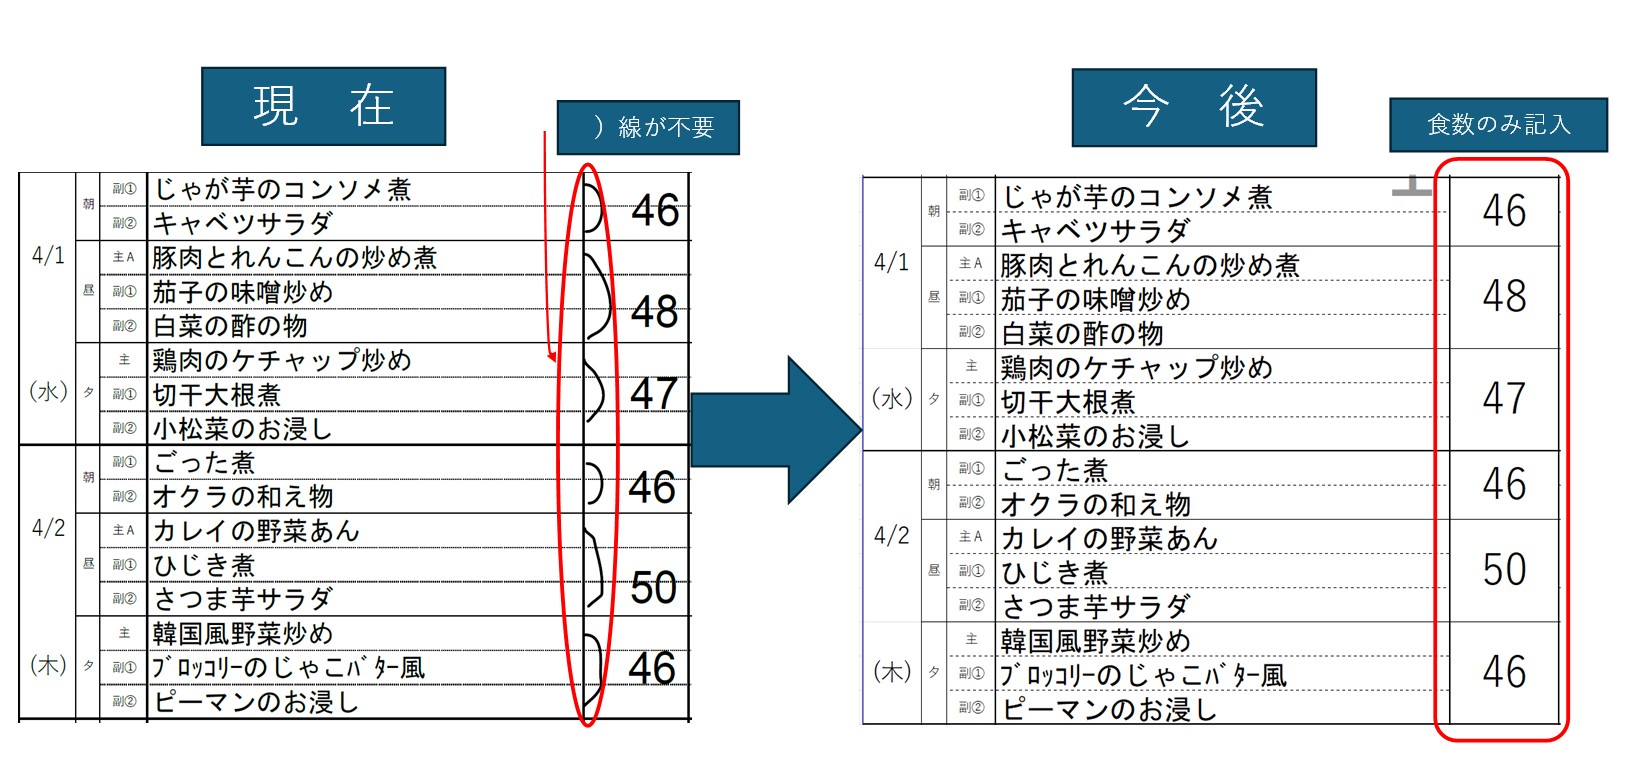 現 在
）線が不要
4/1
(水)
朝
副① じゃが芋のコンソメ煮
副② キャベツサラダ
46
昼
主A 豚肉とれんこんの炒め煮
副① 茄子の味噌炒め
副② 白菜の酢の物
48
夕
主 鶏肉のケチャップ炒め
副① 切干大根煮
副② 小松菜のお浸し
47
4/2
(木)
朝
副① ごった煮
副② オクラの和え物
46
昼
主A カレイの野菜あん
副① ひじき煮
副② さつま芋サラダ
50
夕
主 韓国風野菜炒め
副① ﾌﾞﾛｯｺﾘｰのじゃこﾊﾞﾀｰ風
副② ピーマンのお浸し
46
今 後
食数のみ記入
4/1
(水)
朝
副① じゃが芋のコンソメ煮
副② キャベツサラダ
46
昼
主A 豚肉とれんこんの炒め煮
副① 茄子の味噌炒め
副② 白菜の酢の物
48
夕
主 鶏肉のケチャップ炒め
副① 切干大根煮
副② 小松菜のお浸し
47
4/2
(木)
朝
副① ごった煮
副② オクラの和え物
46
昼
主A カレイの野菜あん
副① ひじき煮
副② さつま芋サラダ
50
夕
主 韓国風野菜炒め
副① ﾌﾞﾛｯｺﾘｰのじゃこﾊﾞﾀｰ風
副② ピーマンのお浸し
46